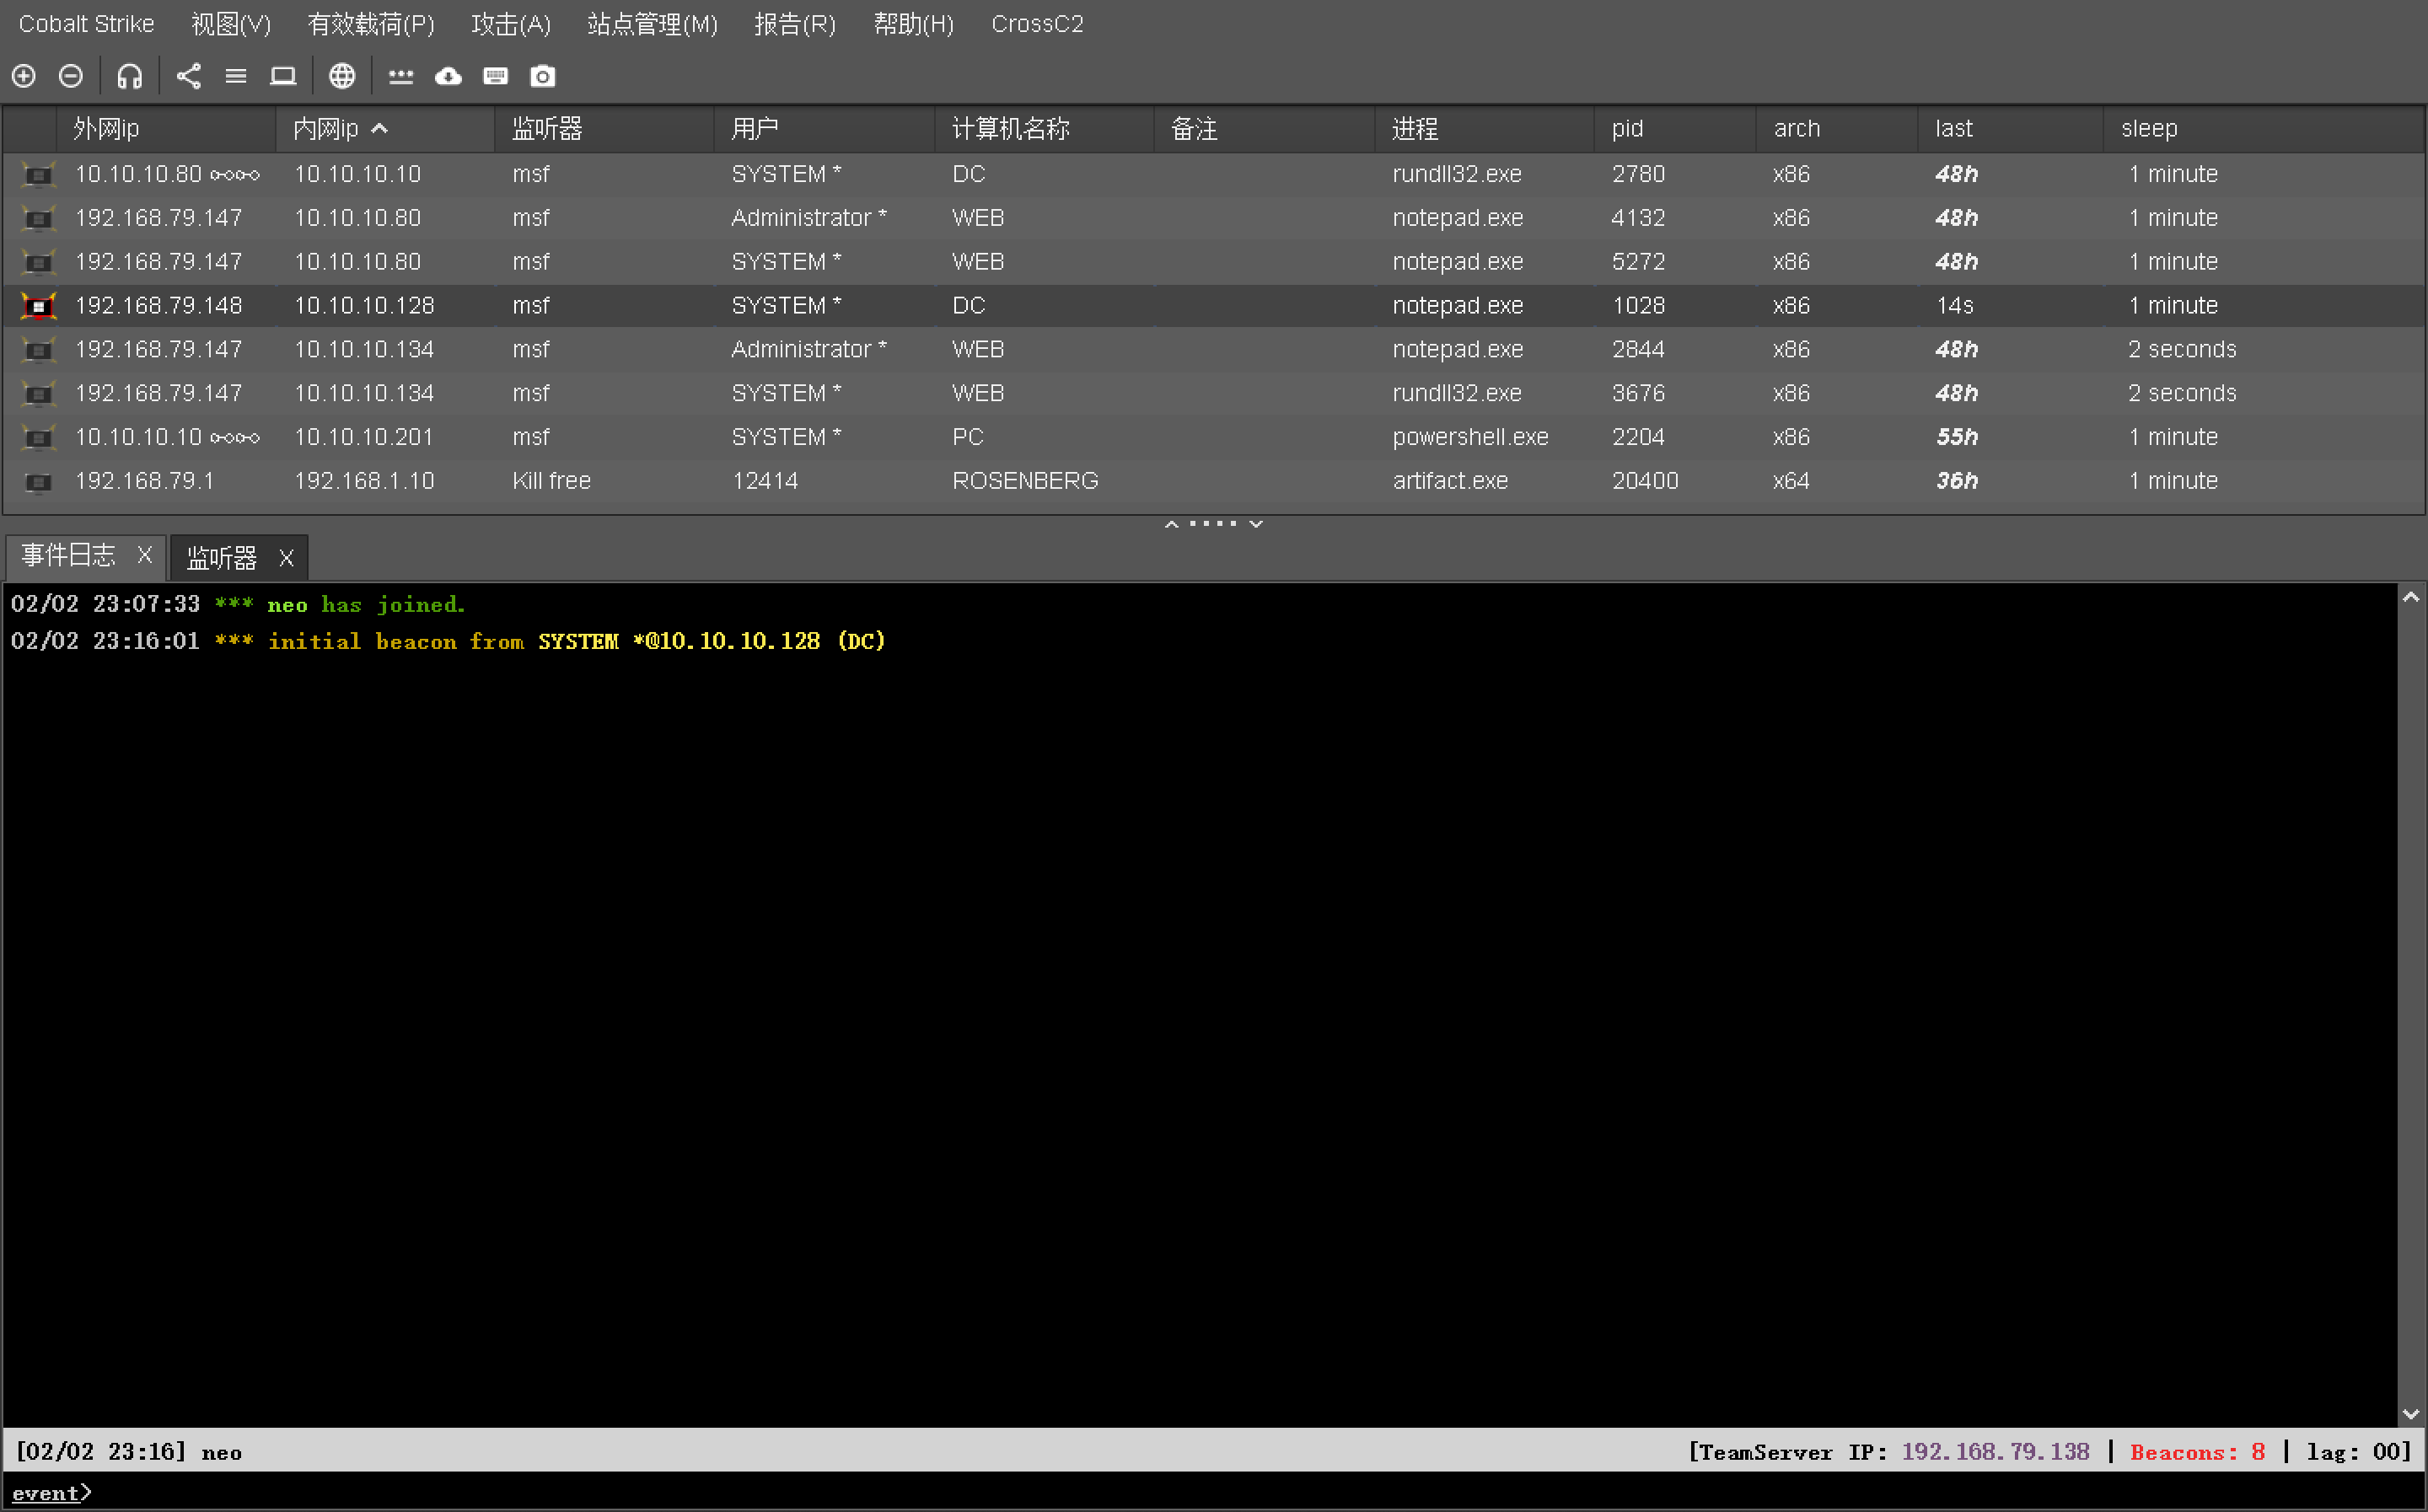 Cobalt Strike 视图(V) 有效载荷(P) 攻击(A) 站点管理(M) 报告(R) 帮助(H) CrossC2
外网ip 内网ip 监听器 用户 计算机名称 备注 进程 pid arch last sleep
10.10.10.80 10.10.10.10 msf SYSTEM * DC rundll32.exe 2780 x86 48h 1 minute
192.168.79.147 10.10.10.80 msf Administrator * WEB notepad.exe 4132 x86 48h 1 minute
192.168.79.147 10.10.10.80 msf SYSTEM * WEB notepad.exe 5272 x86 48h 1 minute
192.168.79.148 10.10.10.128 msf SYSTEM * DC notepad.exe 1028 x86 14s 1 minute
192.168.79.147 10.10.10.134 msf Administrator * WEB notepad.exe 2844 x86 48h 2 seconds
192.168.79.147 10.10.10.134 msf SYSTEM * WEB rundll32.exe 3676 x86 48h 2 seconds
10.10.10.10 10.10.10.201 msf SYSTEM * PC powershell.exe 2204 x86 55h 1 minute
192.168.79.1 192.168.1.10 Kill free 12414 ROSENBERG artifact.exe 20400 x64 36h 1 minute
事件日志 X 监听器 X
02/02 23:07:33 *** neo has joined.
02/02 23:16:01 *** initial beacon from SYSTEM *@10.10.10.128 (DC)
[02/02 23:16] neo [TeamServer IP: 192.168.79.138 | Beacons: 8 | lag: 00]
event>